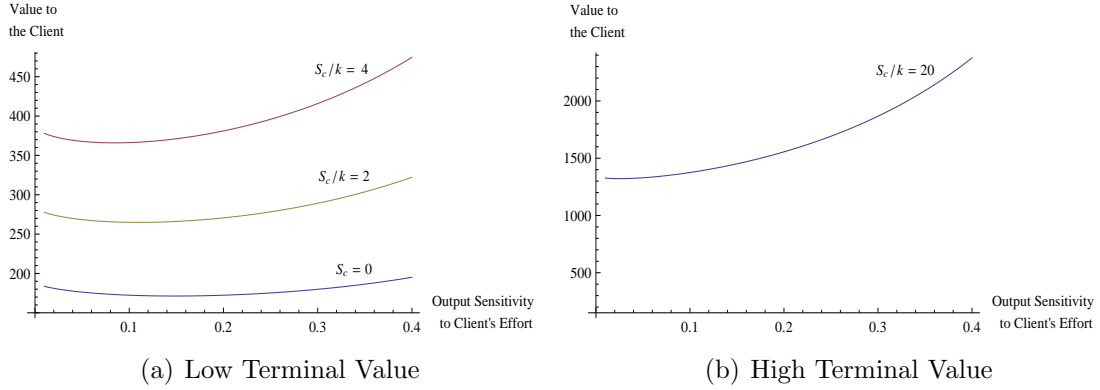 Value to
the Client
S_c/k = 4
S_c/k = 2
S_c = 0
450
400
350
300
250
200
0.1 0.2 0.3 0.4
Output Sensitivity
to Client's Effort
(a) Low Terminal Value
Value to
the Client
S_c/k = 20
2000
1500
1000
500
0.1 0.2 0.3 0.4
Output Sensitivity
to Client's Effort
(b) High Terminal Value